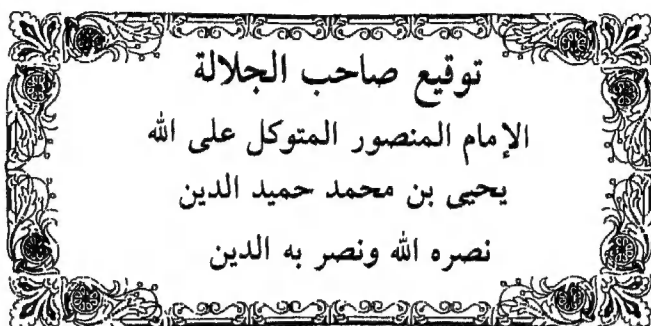 توقيع صاحب الجلالة
الإمام المنصور المتوكل على الله
يحيى بن محمد حميد الدين
نصره الله ونصر به الدين